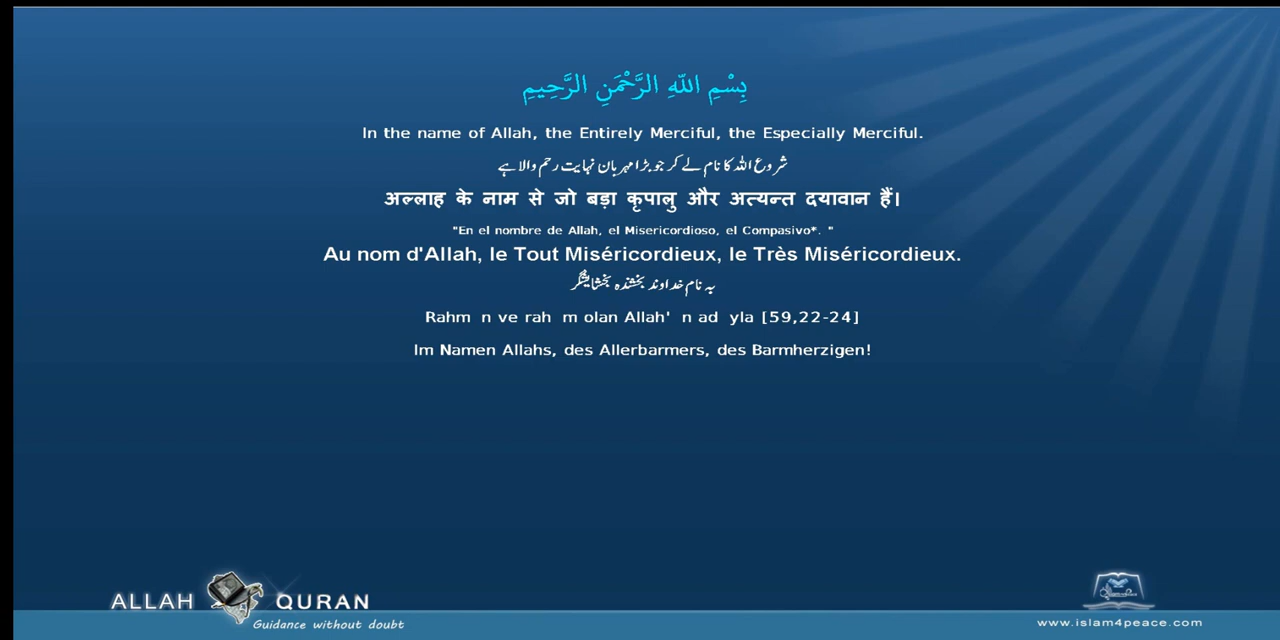 بِسْمِ اللّٰهِ الرَّحْمَنِ الرَّحِيمِ
In the name of Allah, the Entirely Merciful, the Especially Merciful.
شروع اللہ کا نام لے کر جو بڑا مہربان نہایت رحم والا ہے
अल्लाह के नाम से जो बड़ा कृपालु और अत्यन्त दयावान हैं।
"En el nombre de Allah, el Misericordioso, el Compasivo*. "
Au nom d'Allah, le Tout Miséricordieux, le Très Miséricordieux.
به نام خداوند بخشنده بخشایشگر
Rahm n ve rah m olan Allah' n ad yla [59,22-24]
Im Namen Allahs, des Allerbarmers, des Barmherzigen!
ALLAH QURAN
Guidance without doubt
www.islam4peace.com